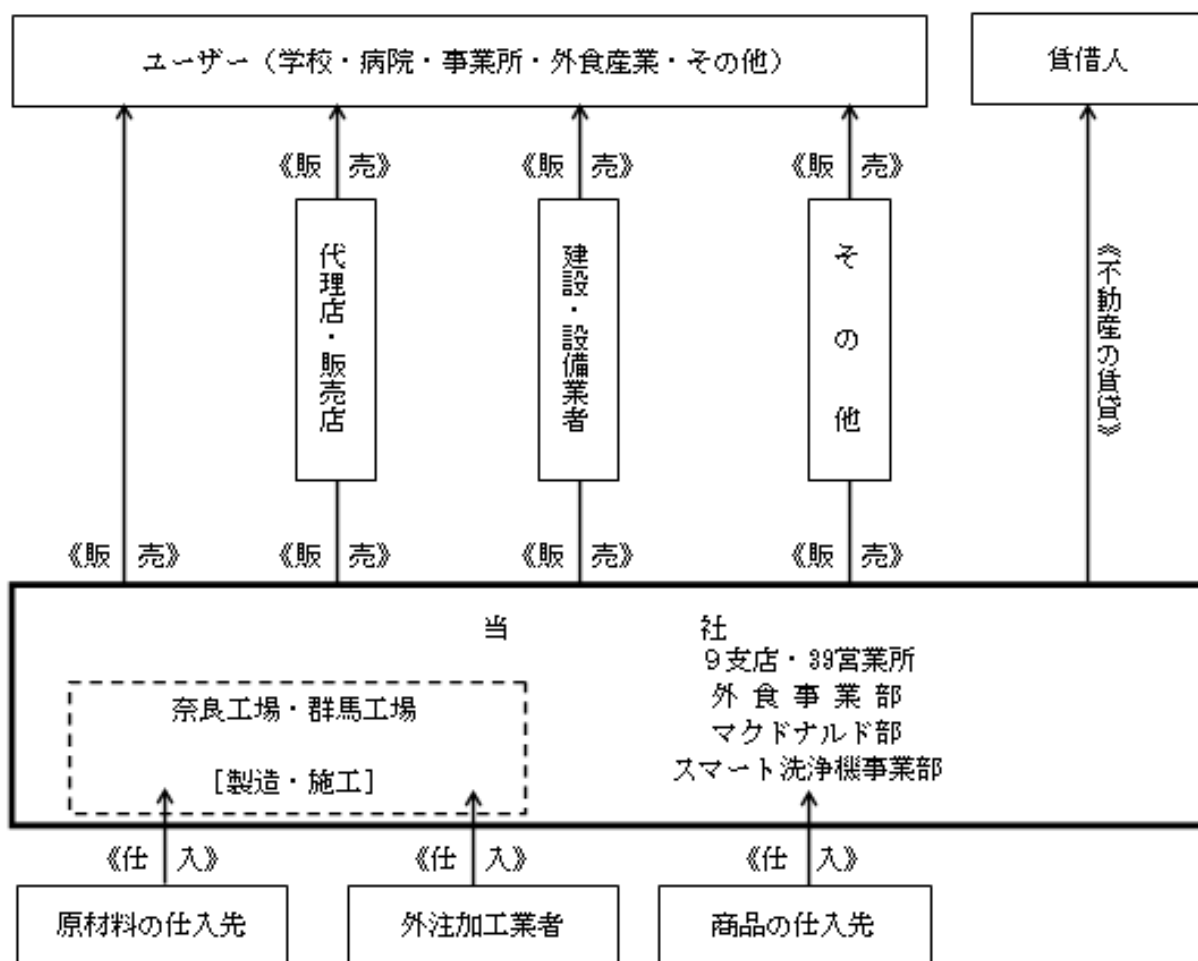 ユーザー（学校・病院・事業所・外食産業・その他）
賃借人
《販 売》
《販 売》
《販 売》
代理店・販売店
建設・設備業者
その他
《不動産の賃貸》
《販 売》
《販 売》
《販 売》
《販 売》
当 社
９支店・39営業所
外食事業部
マクドナルド部
スマート洗浄機事業部
奈良工場・群馬工場
[製造・施工]
《仕 入》
《仕 入》
《仕 入》
原材料の仕入先
外注加工業者
商品の仕入先